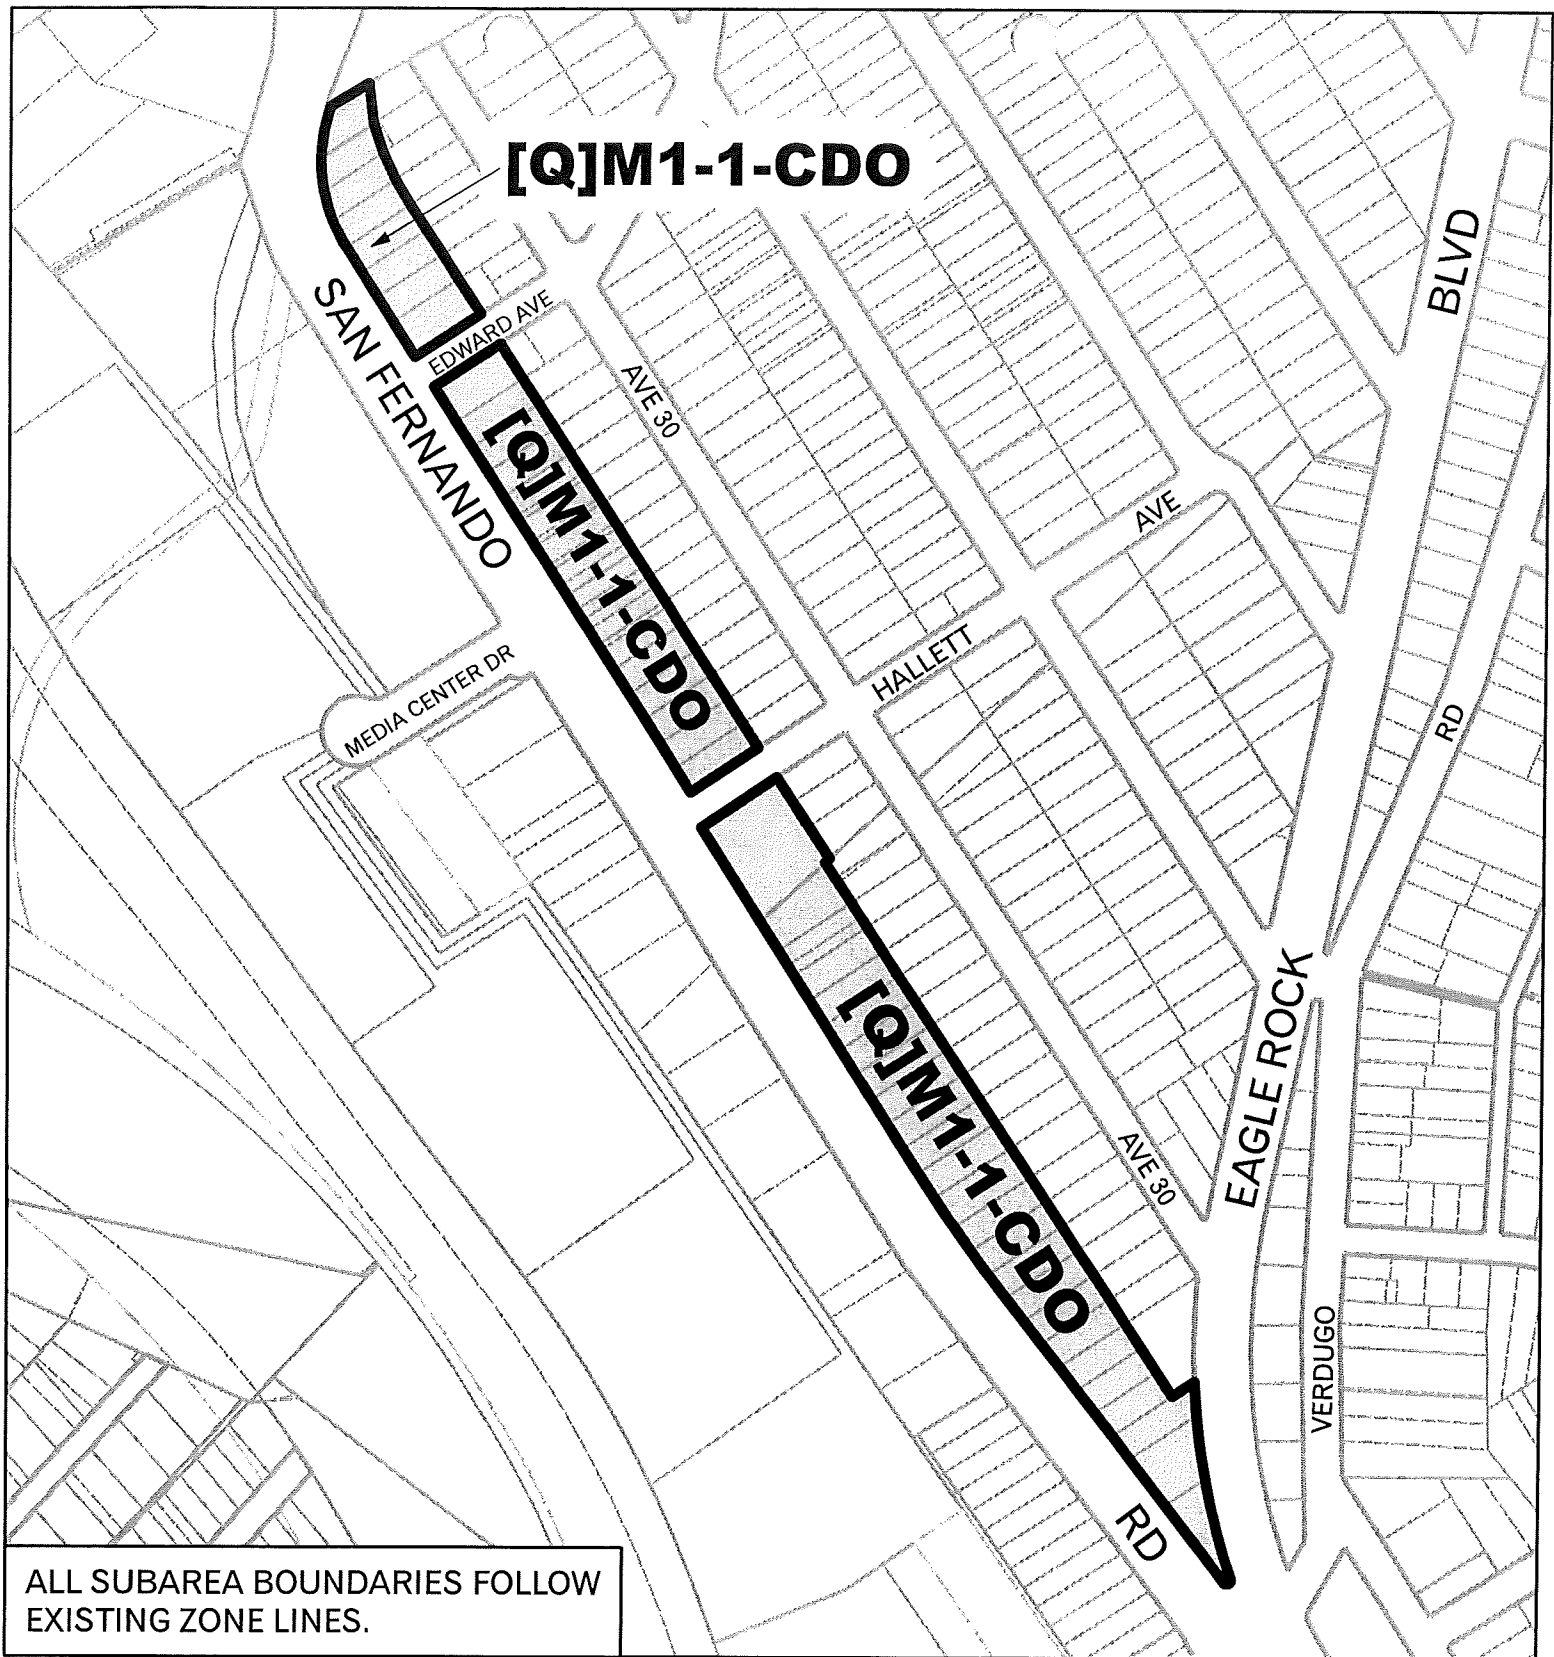 [Q]M1-1-CDO
BLVD
SAN FERNANDO
EDWARD AVE
AVE 30
[Q]M1-1-CDO
AVE
HALLETT
MEDIA CENTER DR
RD
[Q]M1-1-CDO
EAGLE ROCK
AVE 30
VERDUGO
RD
ALL SUBAREA BOUNDARIES FOLLOW
EXISTING ZONE LINES.